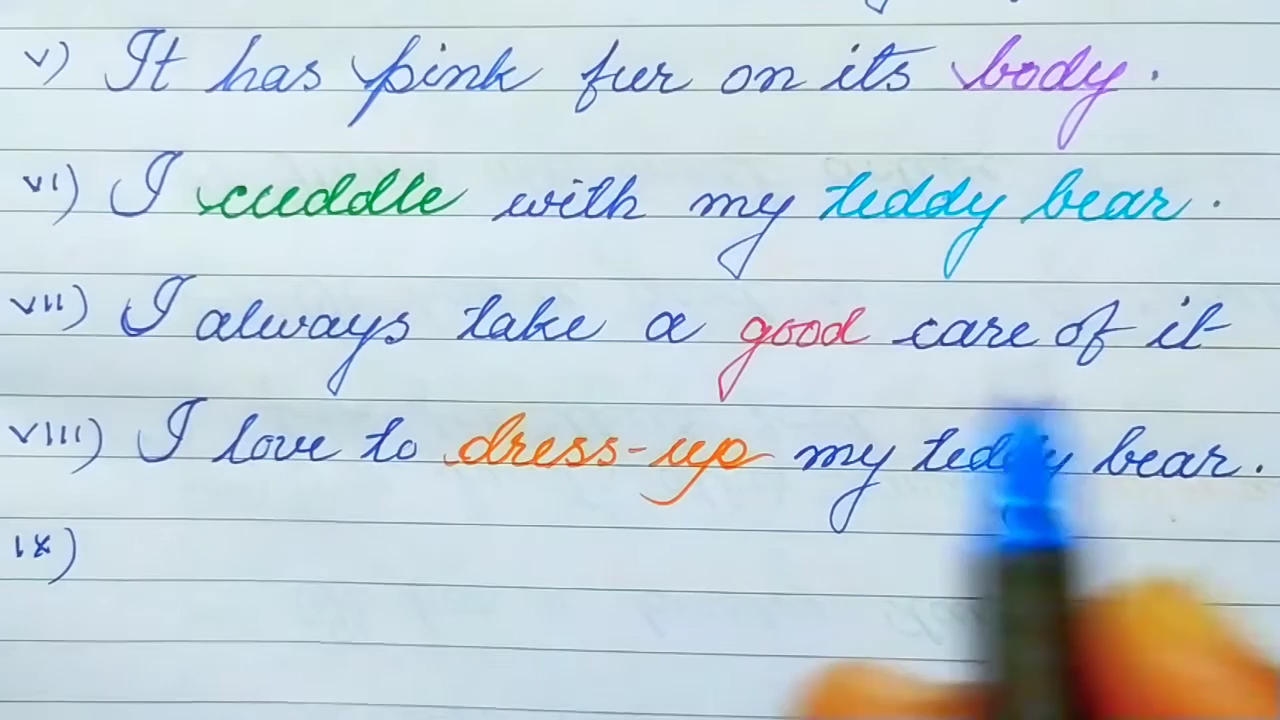 v) It has pink fur on its body.
vi) I cuddle with my teddy bear.
vii) I always take a good care of it
viii) I love to dress-up my teddy bear.
ix)